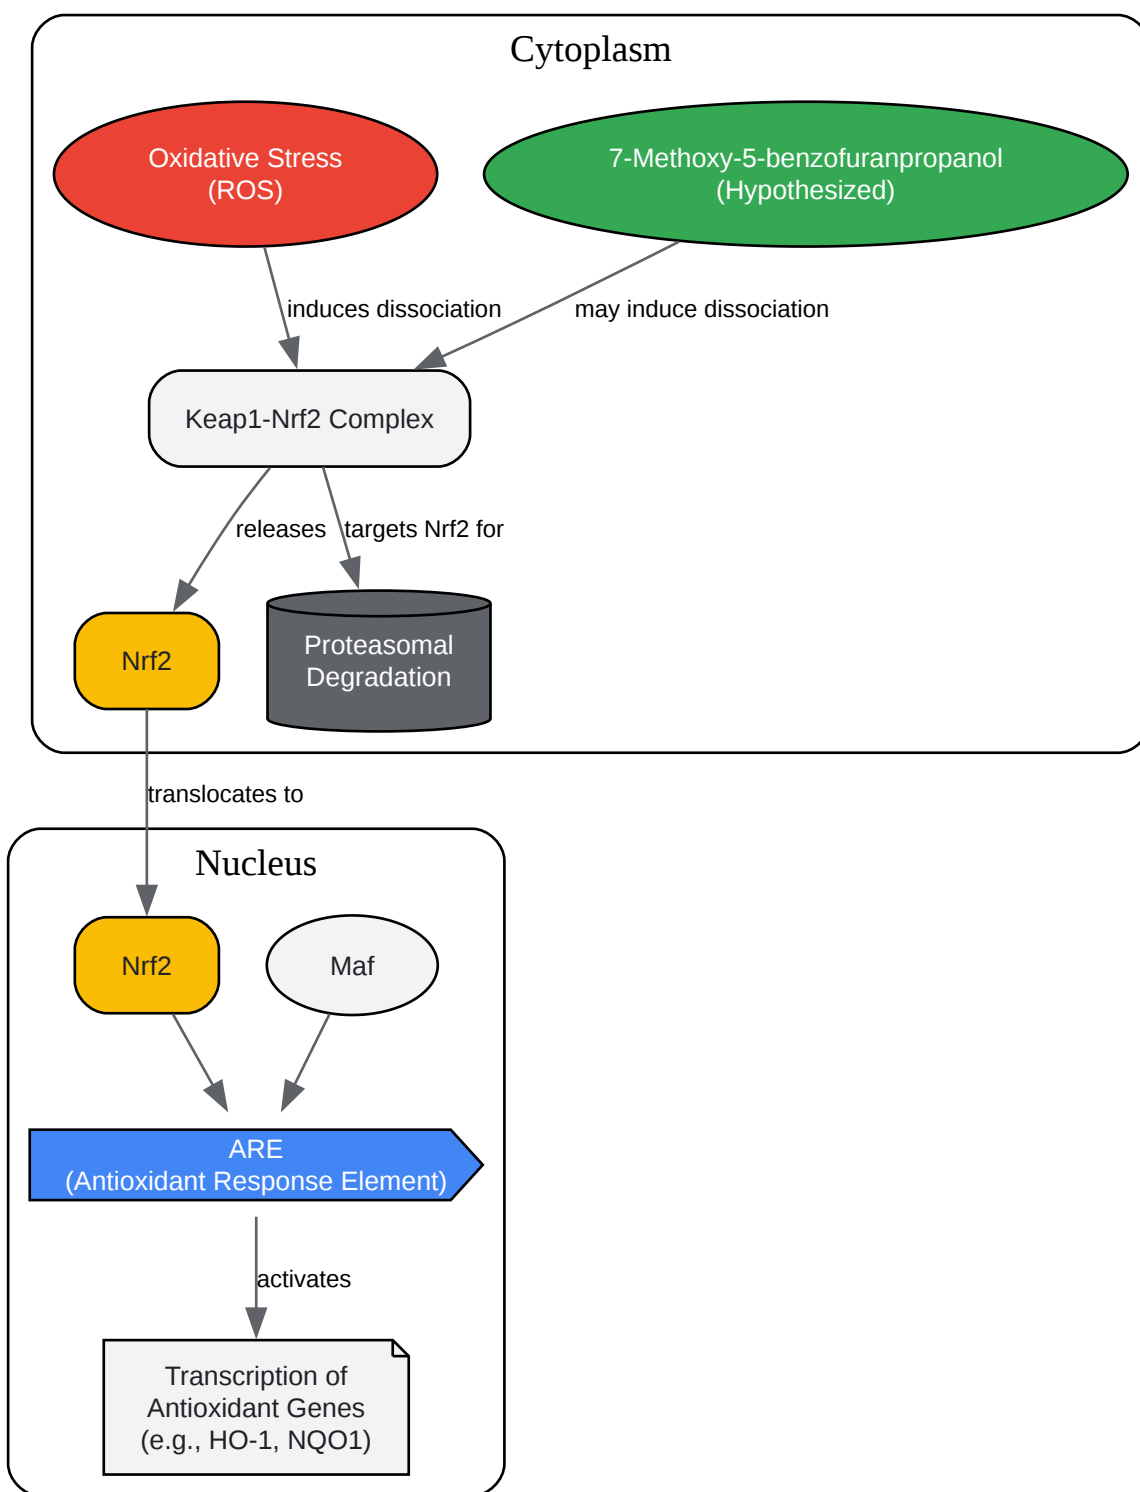 Cytoplasm
Oxidative Stress
(ROS)
7-Methoxy-5-benzofuranpropanol
(Hypothesized)
induces dissociation
may induce dissociation
Keap1-Nrf2 Complex
releases
targets Nrf2 for
Nrf2
Proteasomal
Degradation
translocates to
Nucleus
Nrf2
Maf
ARE
(Antioxidant Response Element)
activates
Transcription of
Antioxidant Genes
(e.g., HO-1, NQO1)